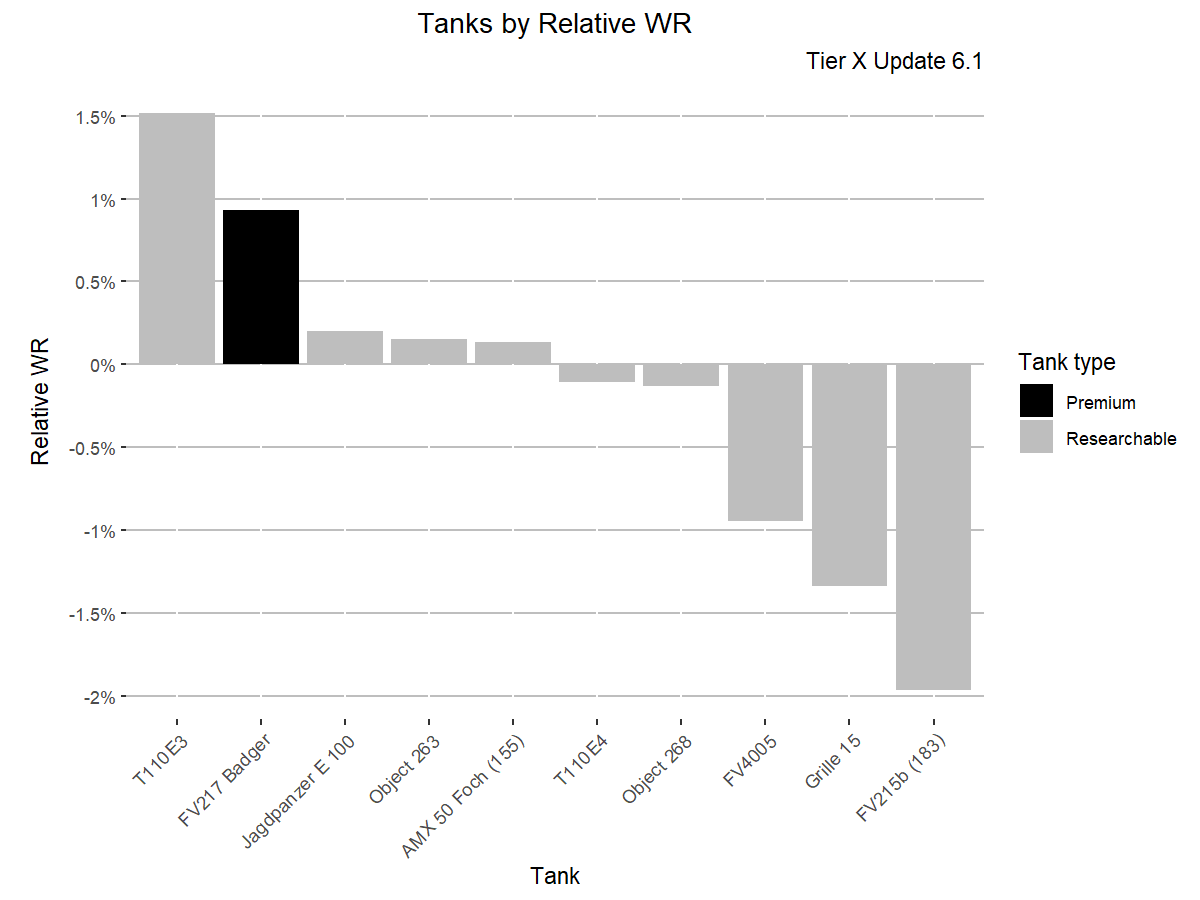 Tanks by Relative WR
Tier X Update 6.1
1.5%
1%
0.5%
0%
-0.5%
-1%
-1.5%
-2%
Relative WR
T110E3
FV217 Badger
Jagdpanzer E 100
Object 263
AMX 50 Foch (155)
T110E4
Object 268
FV4005
Grille 15
FV215b (183)
Tank
Tank type
Premium
Researchable